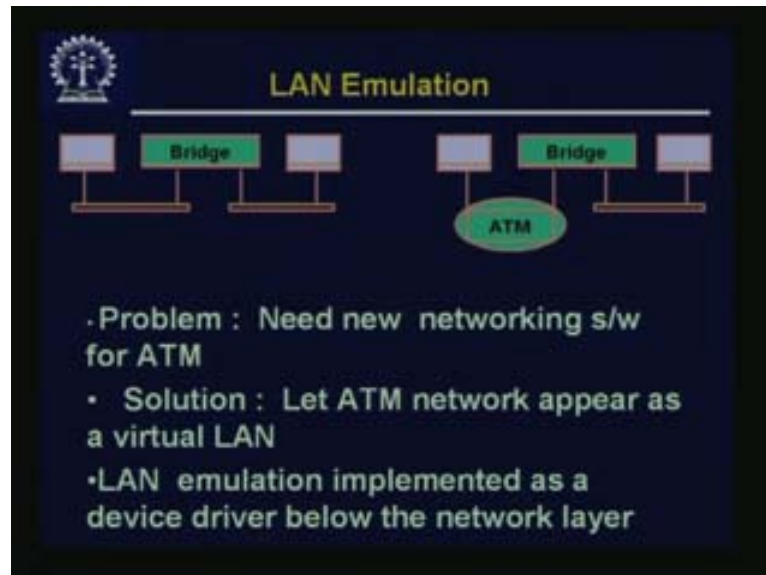 LAN Emulation
Bridge
Bridge
ATM
· Problem : Need new networking s/w
for ATM
• Solution : Let ATM network appear as
a virtual LAN
•LAN emulation implemented as a
device driver below the network layer